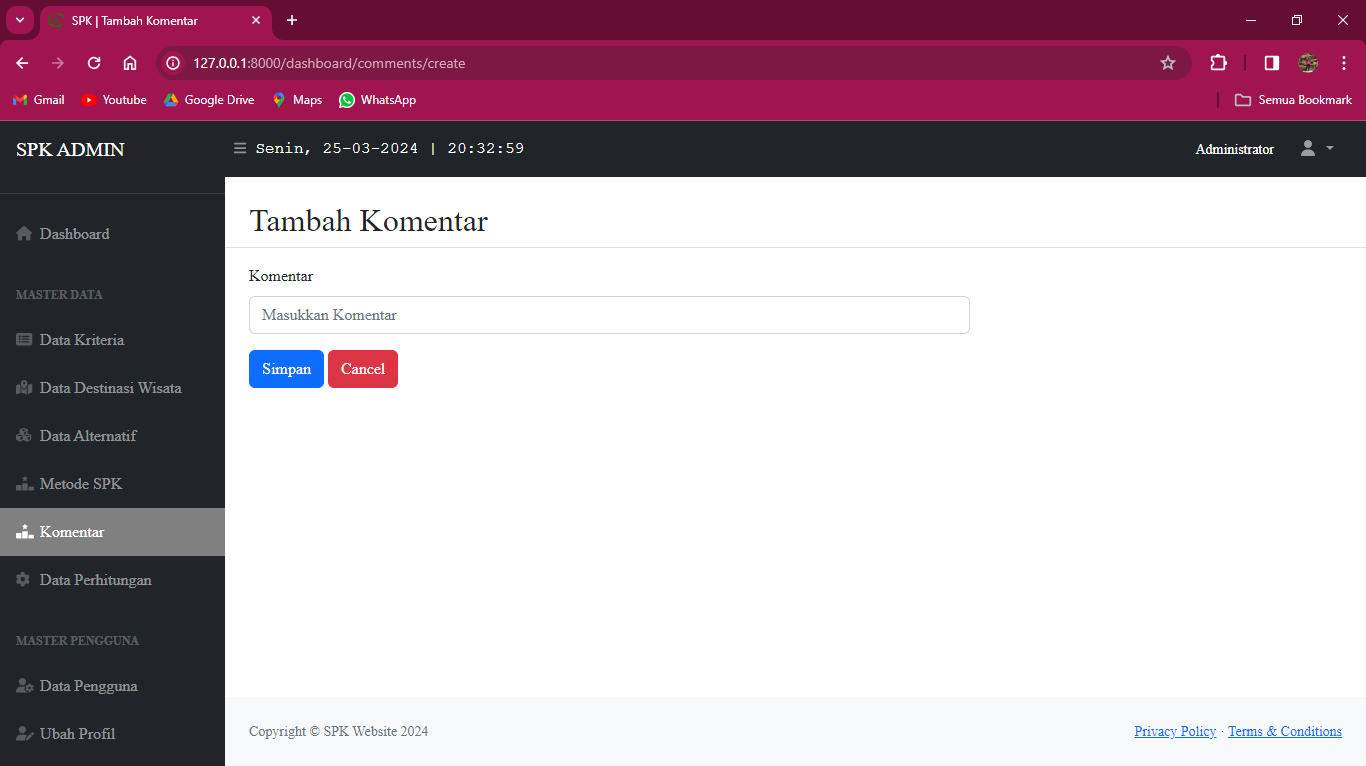 SPK | Tambah Komentar
127.0.0.1:8000/dashboard/comments/create
Gmail Youtube Google Drive Maps WhatsApp Semua Bookmark
SPK ADMIN
Senin, 25-03-2024 | 20:32:59
Administrator
Dashboard
MASTER DATA
Data Kriteria
Data Destinasi Wisata
Data Alternatif
Metode SPK
Komentar
Data Perhitungan
MASTER PENGGUNA
Data Pengguna
Ubah Profil
Tambah Komentar
Komentar
Masukkan Komentar
Simpan Cancel
Copyright © SPK Website 2024
Privacy Policy · Terms & Conditions